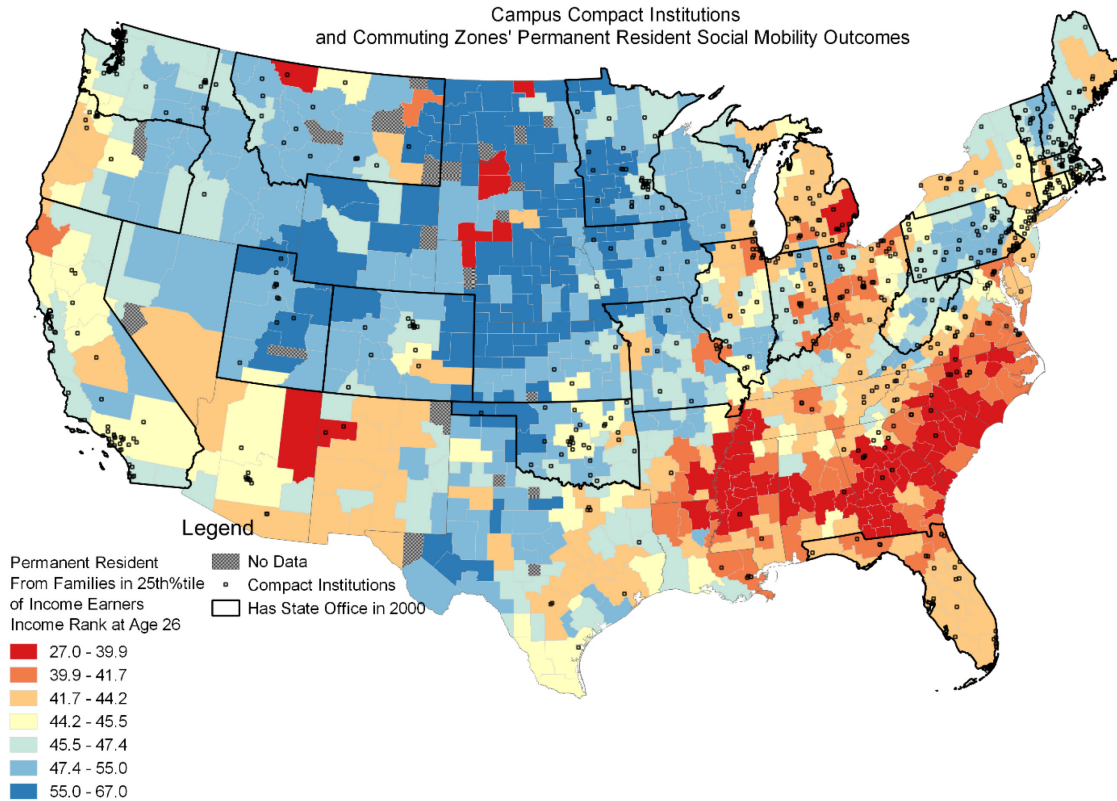 Campus Compact Institutions
and Commuting Zones' Permanent Resident Social Mobility Outcomes
Legend
Permanent Resident
From Families in 25th%tile
of Income Earners
Income Rank at Age 26
27.0 - 39.9
39.9 - 41.7
41.7 - 44.2
44.2 - 45.5
45.5 - 47.4
47.4 - 55.0
55.0 - 67.0
No Data
Compact Institutions
Has State Office in 2000